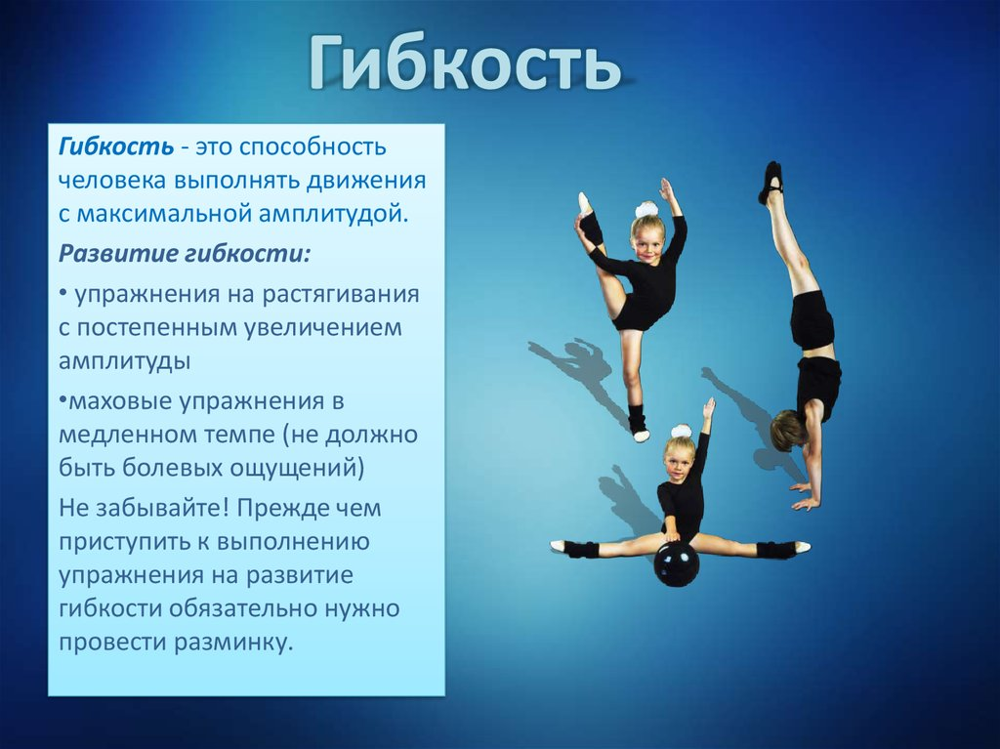 Гибкость
Гибкость - это способность
человека выполнять движения
с максимальной амплитудой.
Развитие гибкости:
• упражнения на растягивания
с постепенным увеличением
амплитуды
•маховые упражнения в
медленном темпе (не должно
быть болевых ощущений)
Не забывайте! Прежде чем
приступить к выполнению
упражнения на развитие
гибкости обязательно нужно
провести разминку.